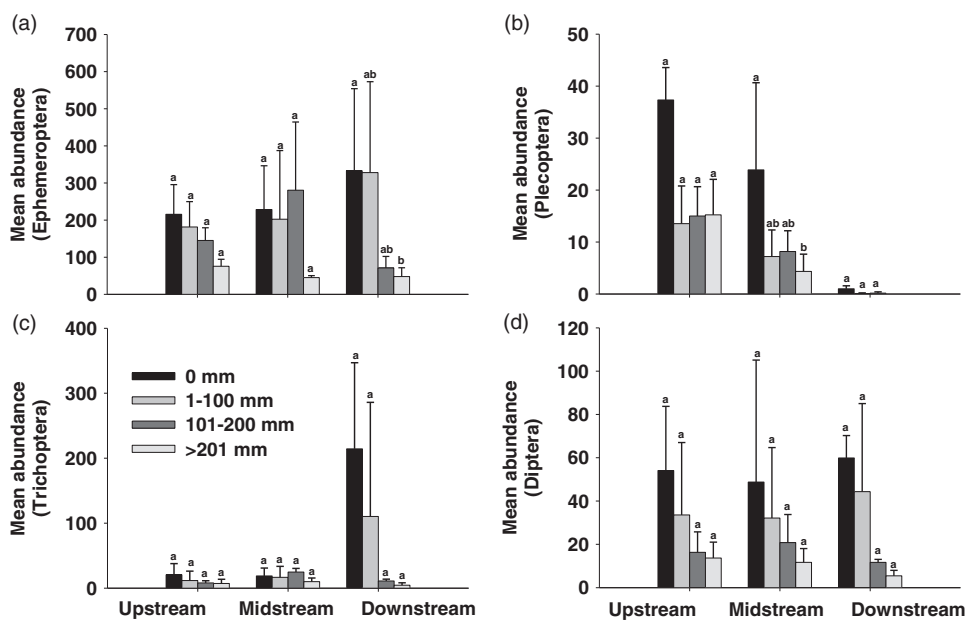 (a)
700
600
500
400
300
200
100
0
Mean abundance
(Ephemeroptera)
a
a
a
a
a
a
a
a
a
ab
ab
b
(b)
50
40
30
20
10
0
Mean abundance
(Plecoptera)
a
a
a
a
a
ab
ab
b
a
a
a
(c)
400
300
200
100
0
Mean abundance
(Trichoptera)
0 mm
1-100 mm
101-200 mm
>201 mm
a
a
a
a
a
a
a
a
a
a
a
a
Upstream
Midstream
Downstream
(d)
120
100
80
60
40
20
0
Mean abundance
(Diptera)
a
a
a
a
a
a
a
a
a
a
a
a
Upstream
Midstream
Downstream